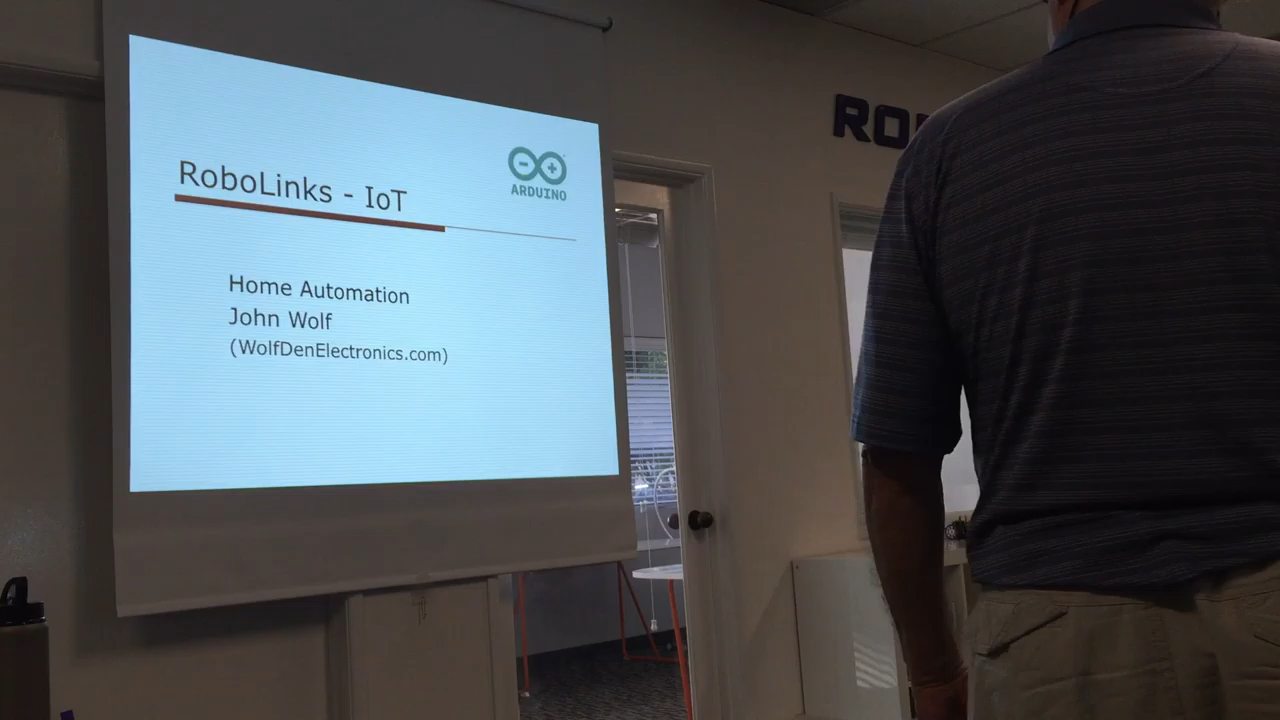 RoboLinks - IoT
ARDUINO
Home Automation
John Wolf
(WolfDenElectronics.com)